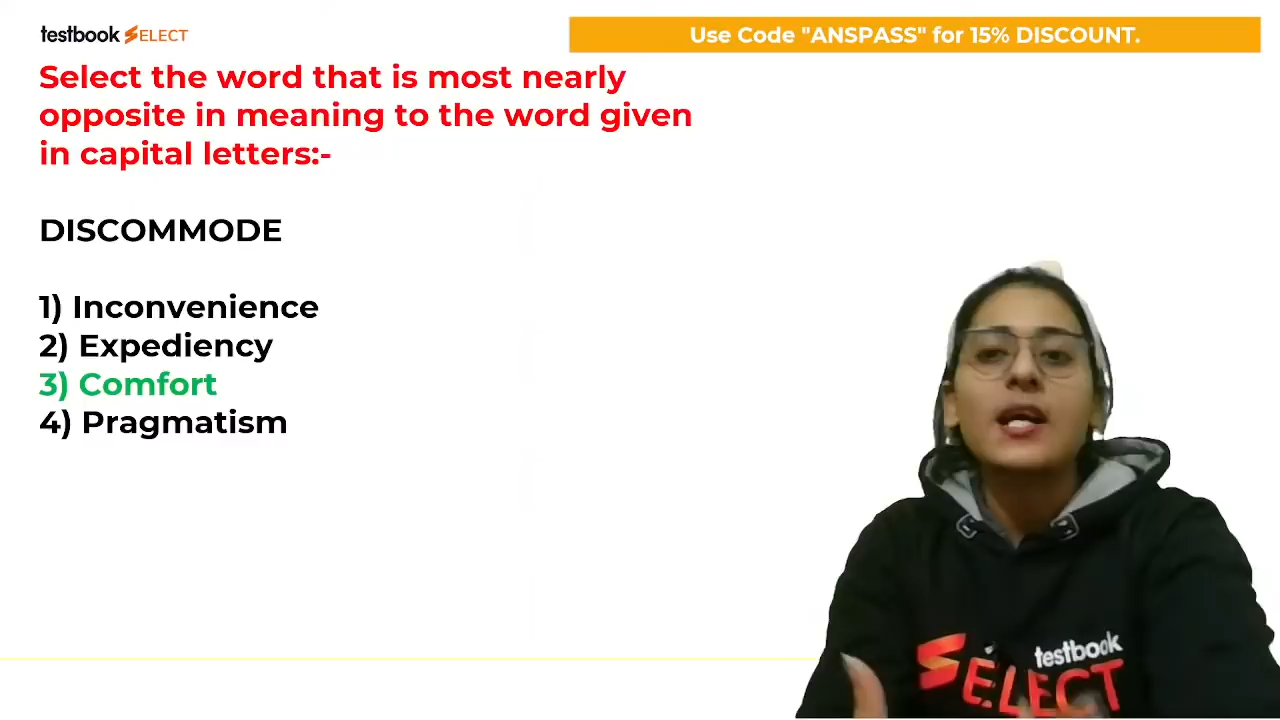 testbook SELECT
Use Code "ANSPASS" for 15% DISCOUNT.
Select the word that is most nearly
opposite in meaning to the word given
in capital letters:-
DISCOMMODE
1) Inconvenience
2) Expediency
3) Comfort
4) Pragmatism
testbook
SELECT